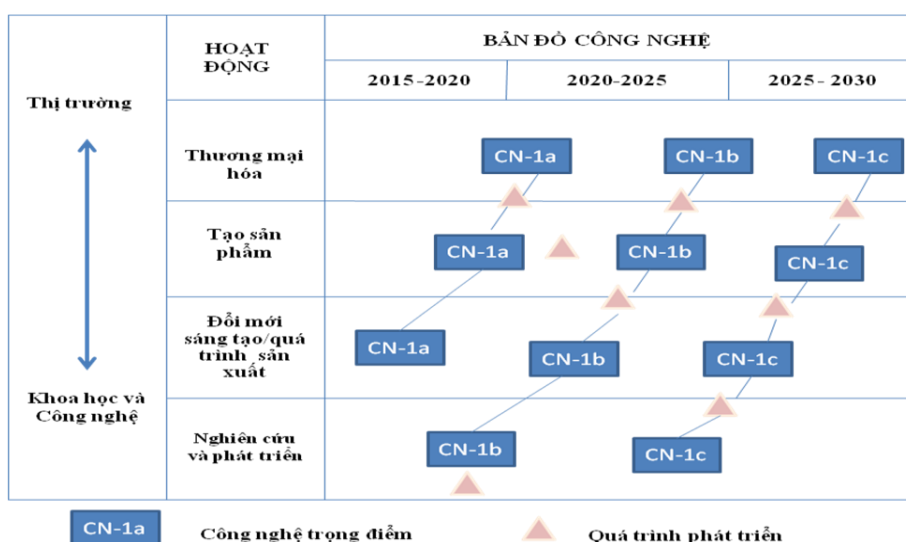 BẢN ĐỒ CÔNG NGHỆ
HOẠT
ĐỘNG
2015-2020
2020-2025
2025- 2030
Thị trường
Thương mại
hóa
CN-1a
CN-1b
CN-1c
Tạo sản
phẩm
CN-1a
CN-1b
CN-1c
Đổi mới
sáng tạo/quá
trình sản
xuất
CN-1a
CN-1b
CN-1c
Khoa học và
Công nghệ
Nghiên cứu
và phát triển
CN-1b
CN-1c
CN-1a
Công nghệ trọng điểm
Quá trình phát triển